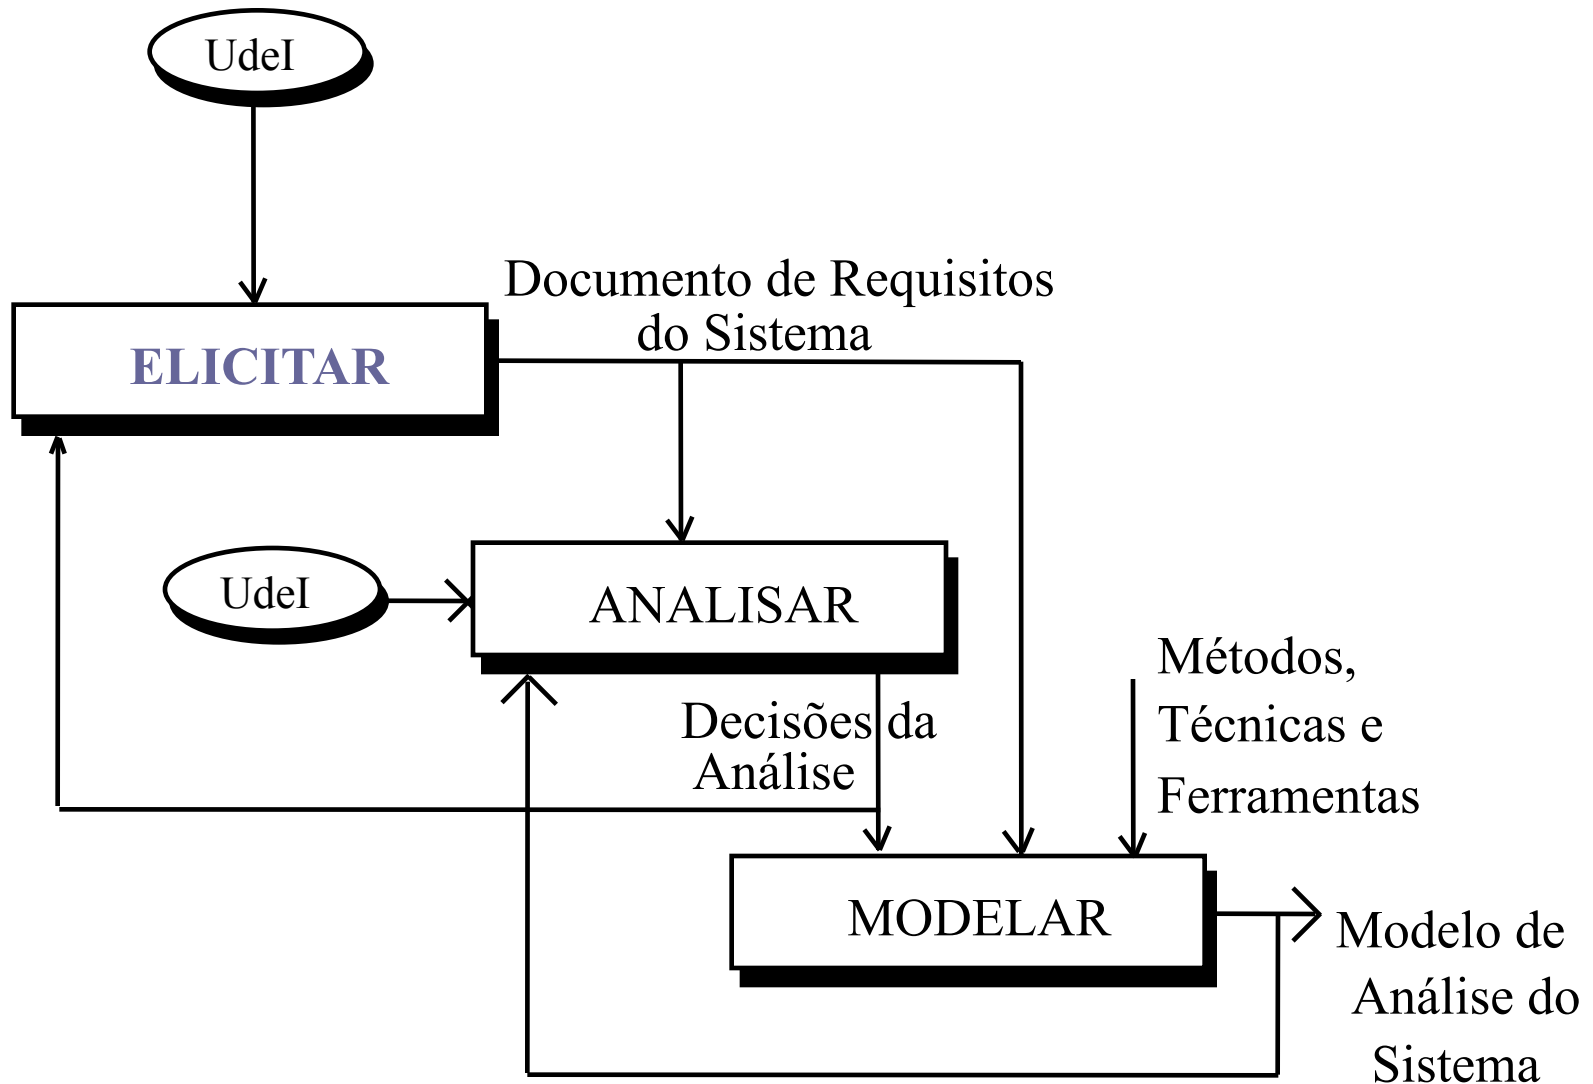 UdeI
Documento de Requisitos
do Sistema
ELICITAR
UdeI
ANALISAR
Métodos,
Técnicas e
Ferramentas
Decisões da
Análise
MODELAR
Modelo de
Análise do
Sistema